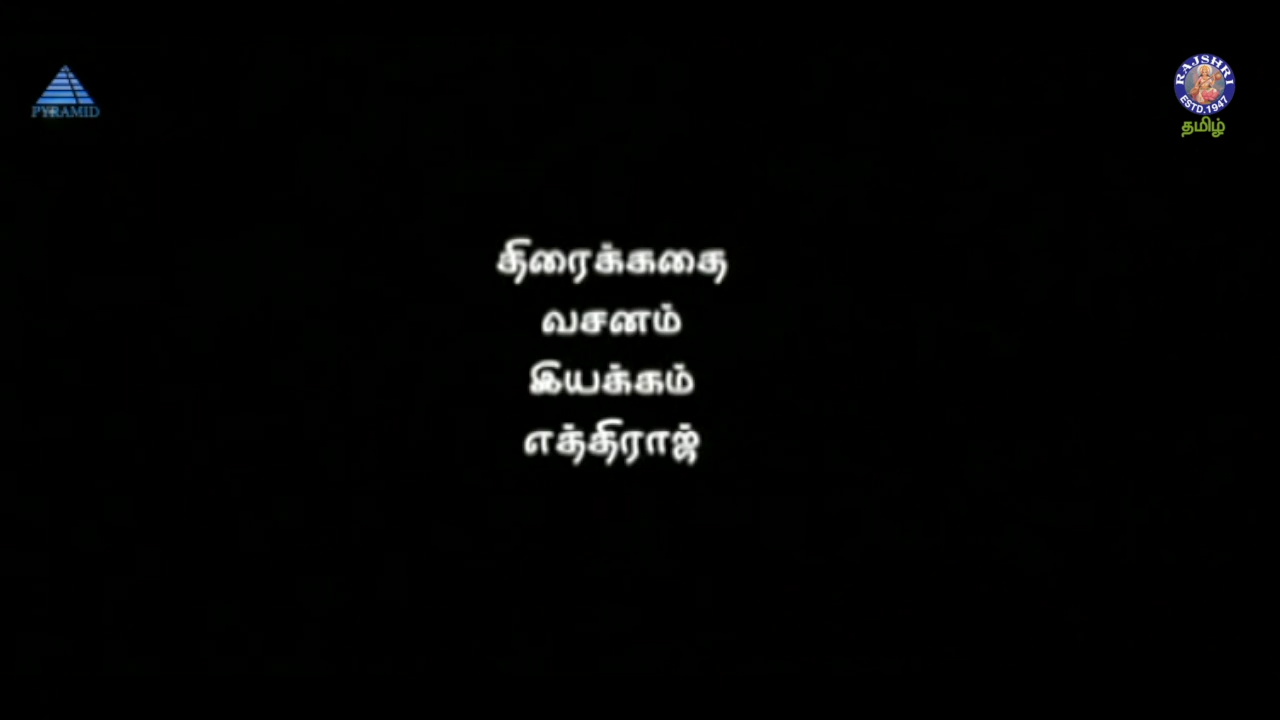 PYRAMID
RAJSHRI
ESTD.1947
தமிழ்
திரைக்கதை
வசனம்
இயக்கம்
எத்திராஜ்